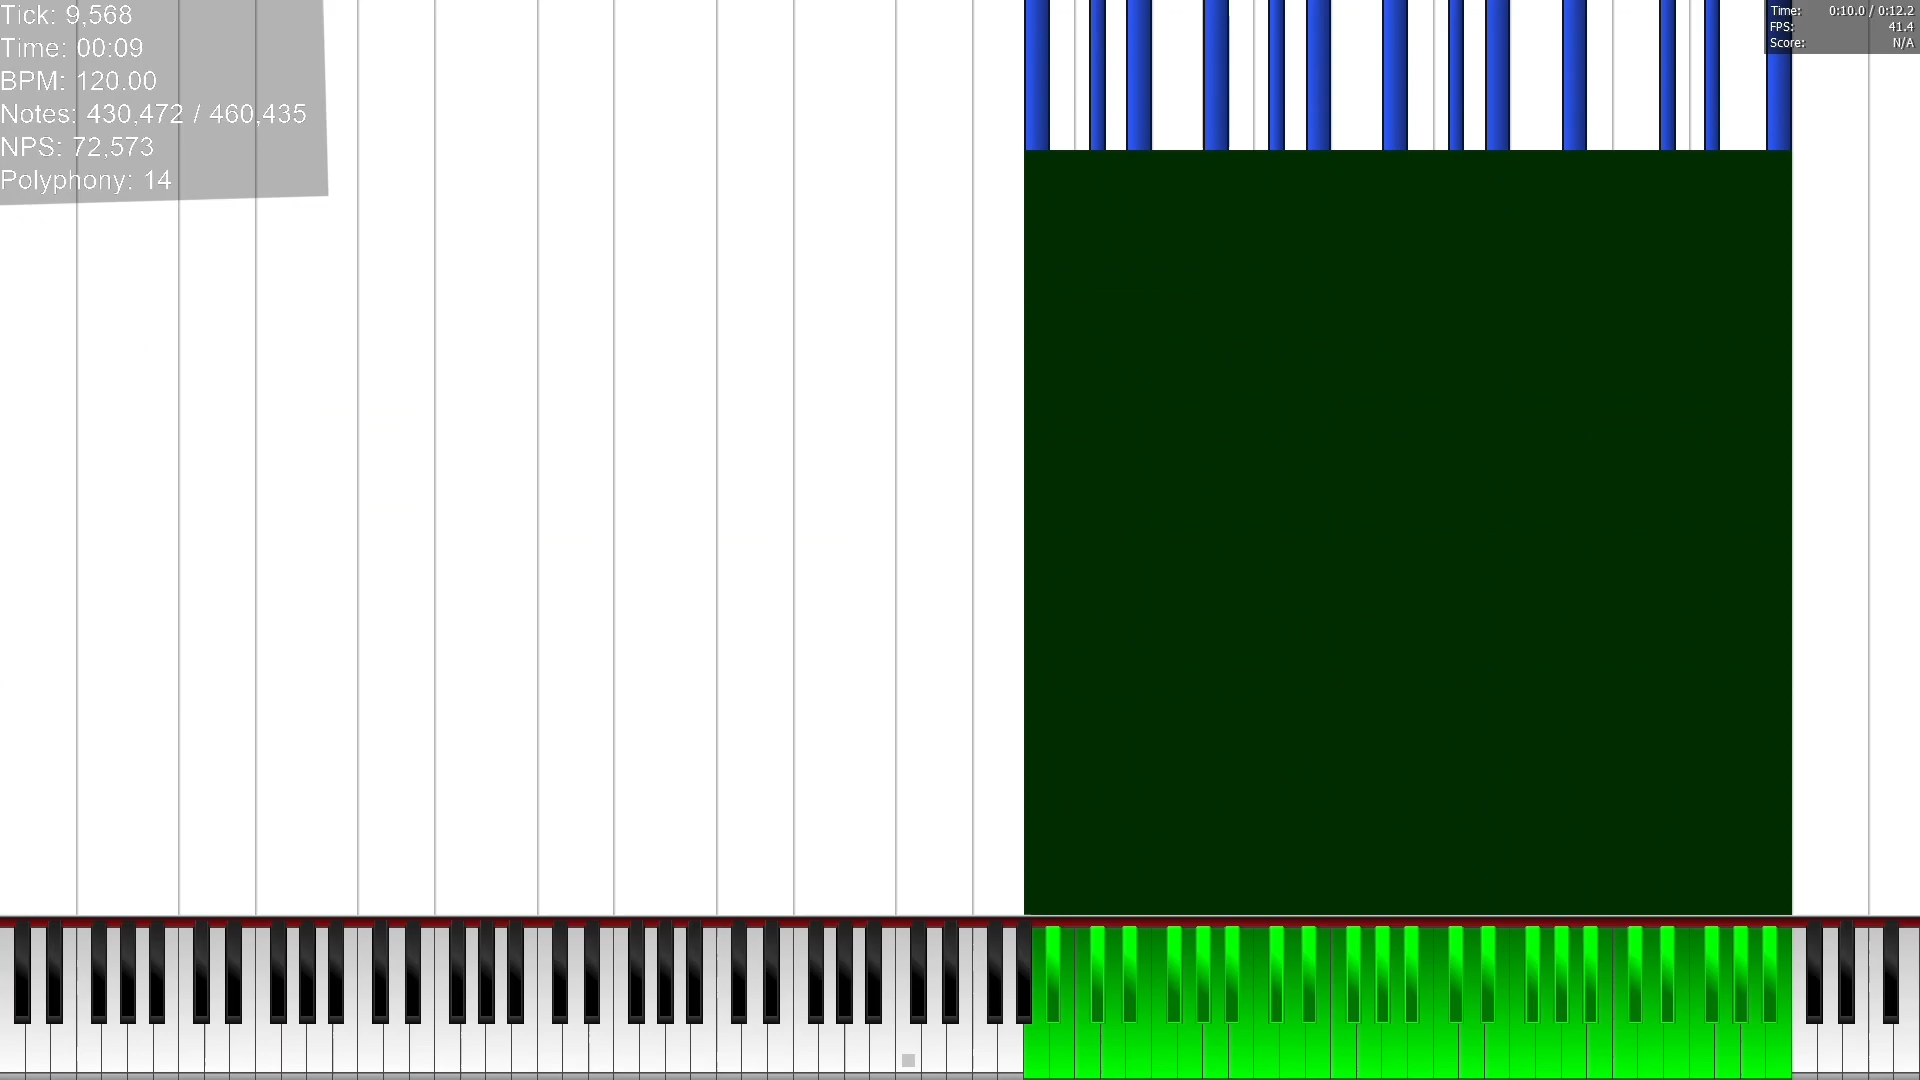 Tick: 9,568
Time: 00:09
BPM: 120.00
Notes: 430,472 / 460,435
NPS: 72,573
Polyphony: 14
Time: 0:10.0 / 0:12.2
FPS: 41.4
Score: N/A